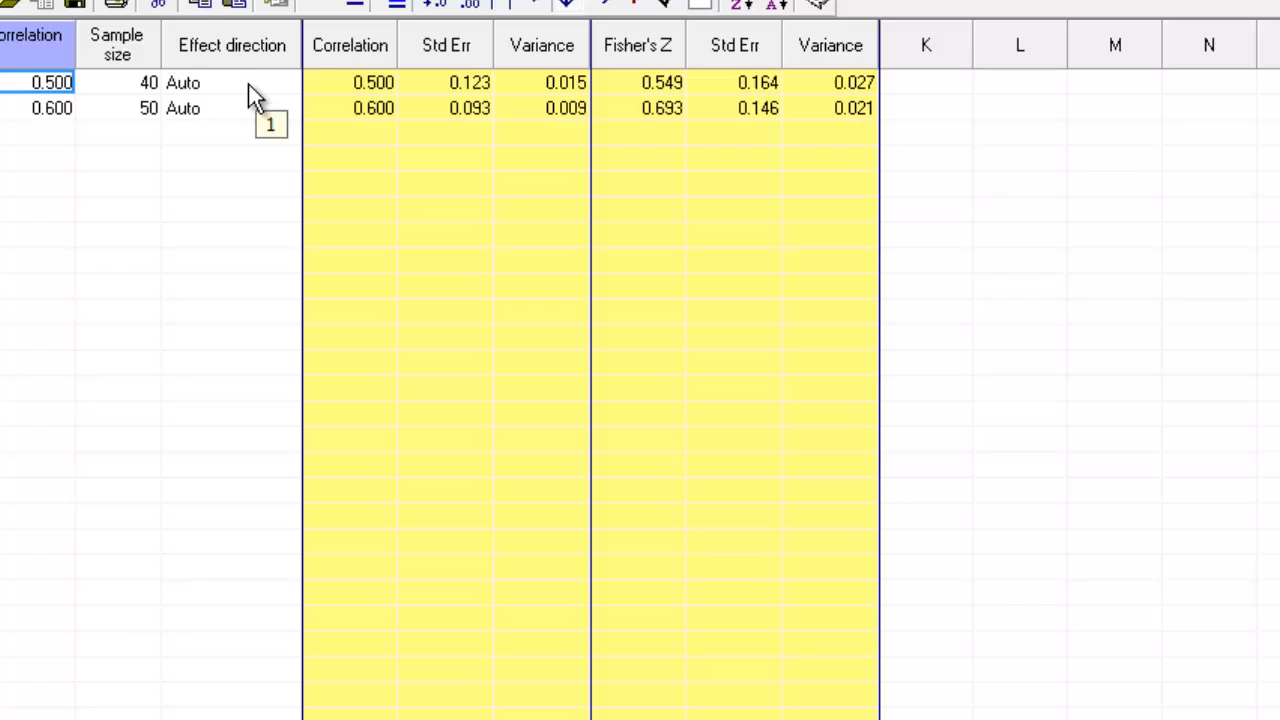 orrelation Sample size Effect direction Correlation Std Err Variance Fisher's Z Std Err Variance K L M N
0.500 40 Auto 0.500 0.123 0.015 0.549 0.164 0.027
0.600 50 Auto 0.600 0.093 0.009 0.693 0.146 0.021
1